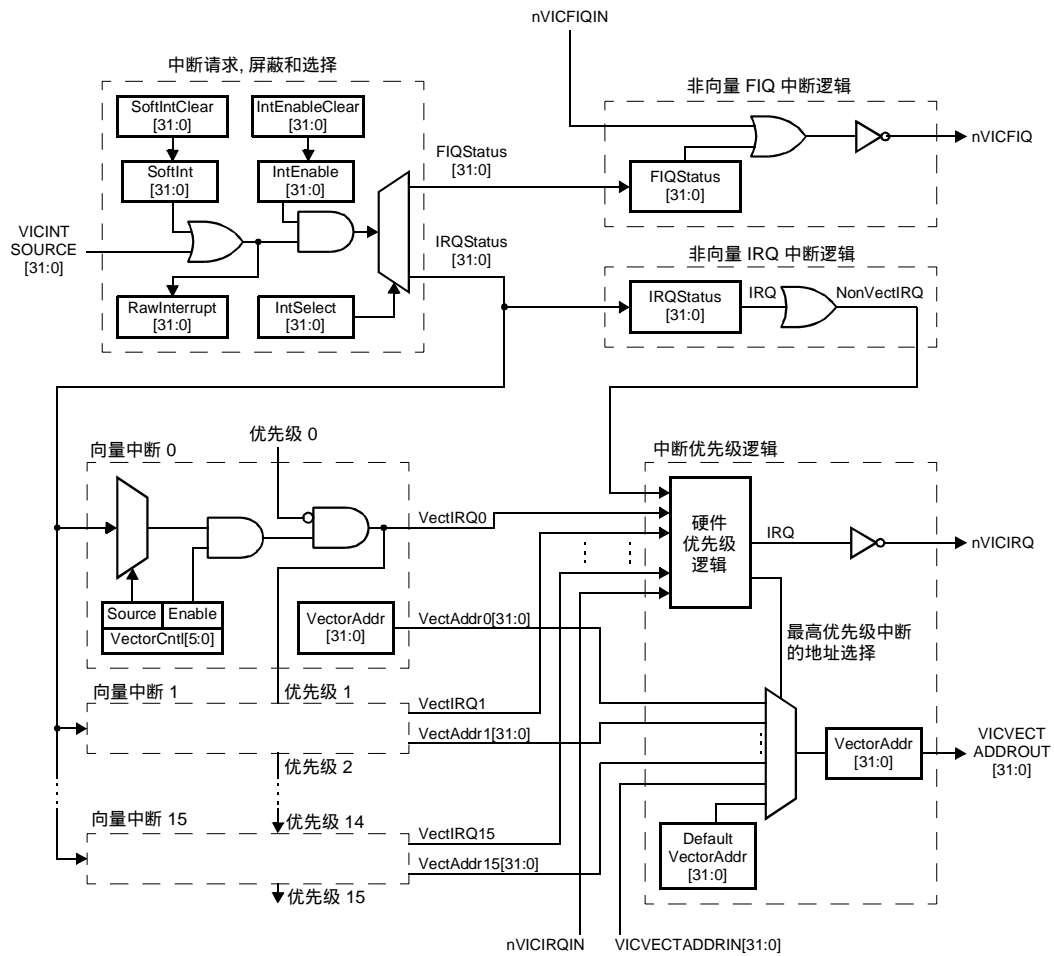 nVICFIQIN
中断请求, 屏蔽和选择
SoftIntClear
[31:0]
IntEnableClear
[31:0]
SoftInt
[31:0]
IntEnable
[31:0]
VICINT
SOURCE
[31:0]
RawInterrupt
[31:0]
IntSelect
[31:0]
FIQStatus
[31:0]
IRQStatus
[31:0]
非向量 FIQ 中断逻辑
FIQStatus
[31:0]
nVICFIQ
非向量 IRQ 中断逻辑
IRQStatus
[31:0]
IRQ
NonVectIRQ
向量中断 0
优先级 0
Source
Enable
VectorCntl[5:0]
VectorAddr
[31:0]
VectIRQ0
VectAddr0[31:0]
中断优先级逻辑
硬件
优先级
逻辑
IRQ
nVICIRQ
最高优先级中断
的地址选择
向量中断 1
优先级 1
VectIRQ1
VectAddr1[31:0]
优先级 2
VectorAddr
[31:0]
VICVECT
ADDROUT
[31:0]
向量中断 15
优先级 14
VectIRQ15
VectAddr15[31:0]
优先级 15
Default
VectorAddr
[31:0]
nVICIRQIN
VICVECTADDRIN[31:0]